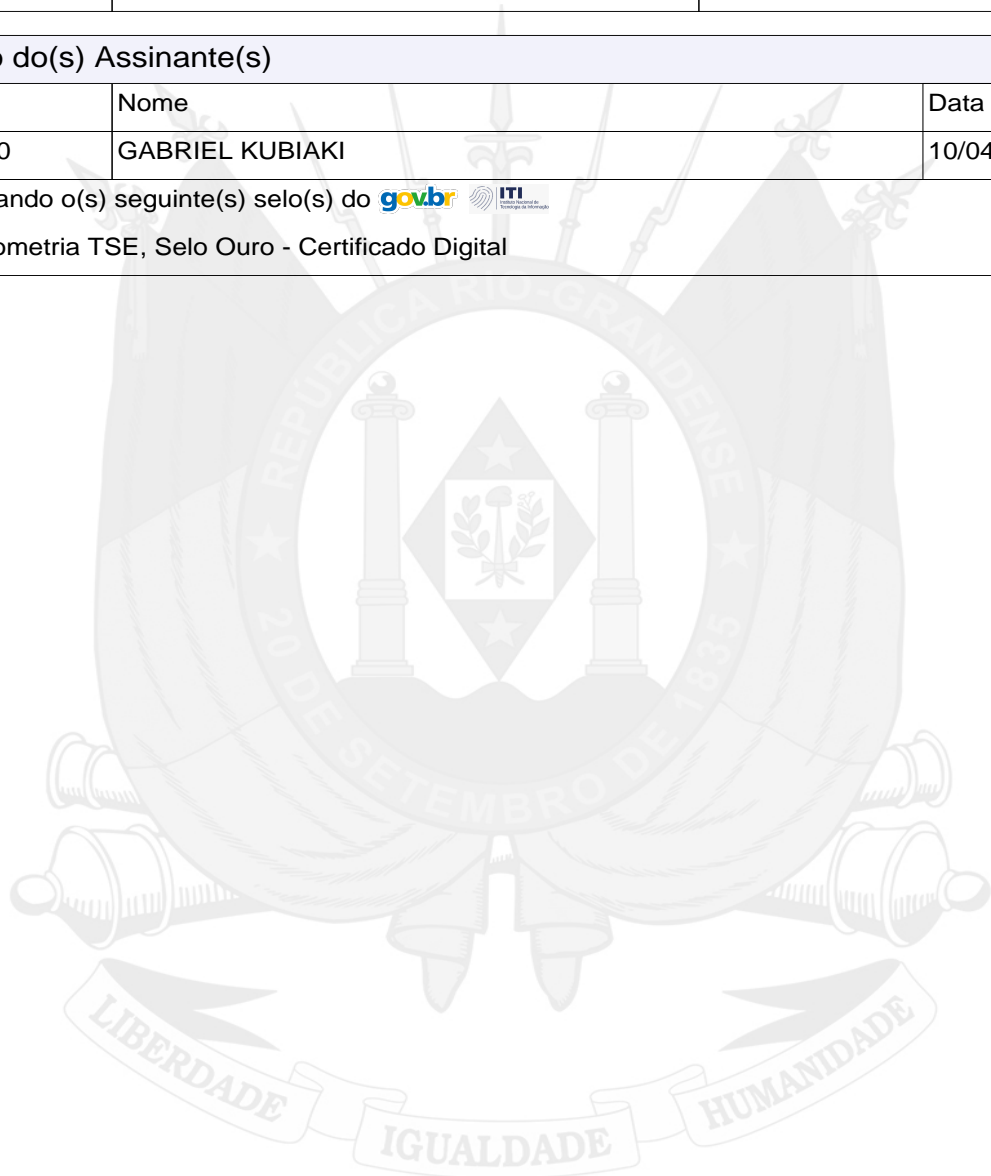 o do(s) Assinante(s)
Nome Data
0 GABRIEL KUBIAKI 10/04
ando o(s) seguinte(s) selo(s) do gov.br ITI
ometria TSE, Selo Ouro - Certificado Digital
REPÚBLICA RIO-GRANDENSE
20 DE SETEMBRO DE 1835
LIBERDADE IGUALDADE HUMANIDADE